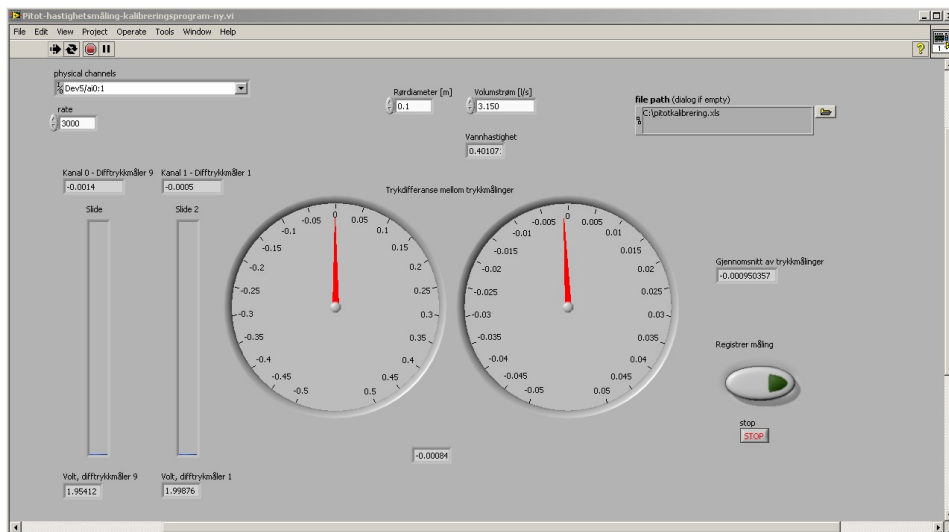 Pitot-hastighetsmåling-kalibreringsprogram-ny.vi
File Edit View Project Operate Tools Window Help
physical channels
Dev5/ai0:1
rate
3000
Rørdiameter [m]
0.1
Volumstrøm [l/s]
3.150
Vannhastighet
0.40107
file path (dialog if empty)
C:\pitotkalibrering.xls
Kanal 0 - Difftrykkmåler 9
-0.0014
Kanal 1 - Difftrykkmåler 1
-0.0005
Slide
Slide 2
Trykdifferanse mellom trykkmålinger
-0.5
-0.45
-0.4
-0.35
-0.3
-0.25
-0.2
-0.15
-0.1
-0.05
0
0.05
0.1
0.15
0.2
0.25
0.3
0.35
0.4
0.45
0.5
-0.05
-0.045
-0.04
-0.035
-0.03
-0.025
-0.02
-0.015
-0.01
-0.005
0
0.005
0.01
0.015
0.02
0.025
0.03
0.035
0.04
0.045
0.05
Gjennomsnitt av trykkmålinger
-0.000950357
Registrer måling
stop
STOP
-0.00084
Volt, difftrykkmåler 9
1.95412
Volt, difftrykkmåler 1
1.99876